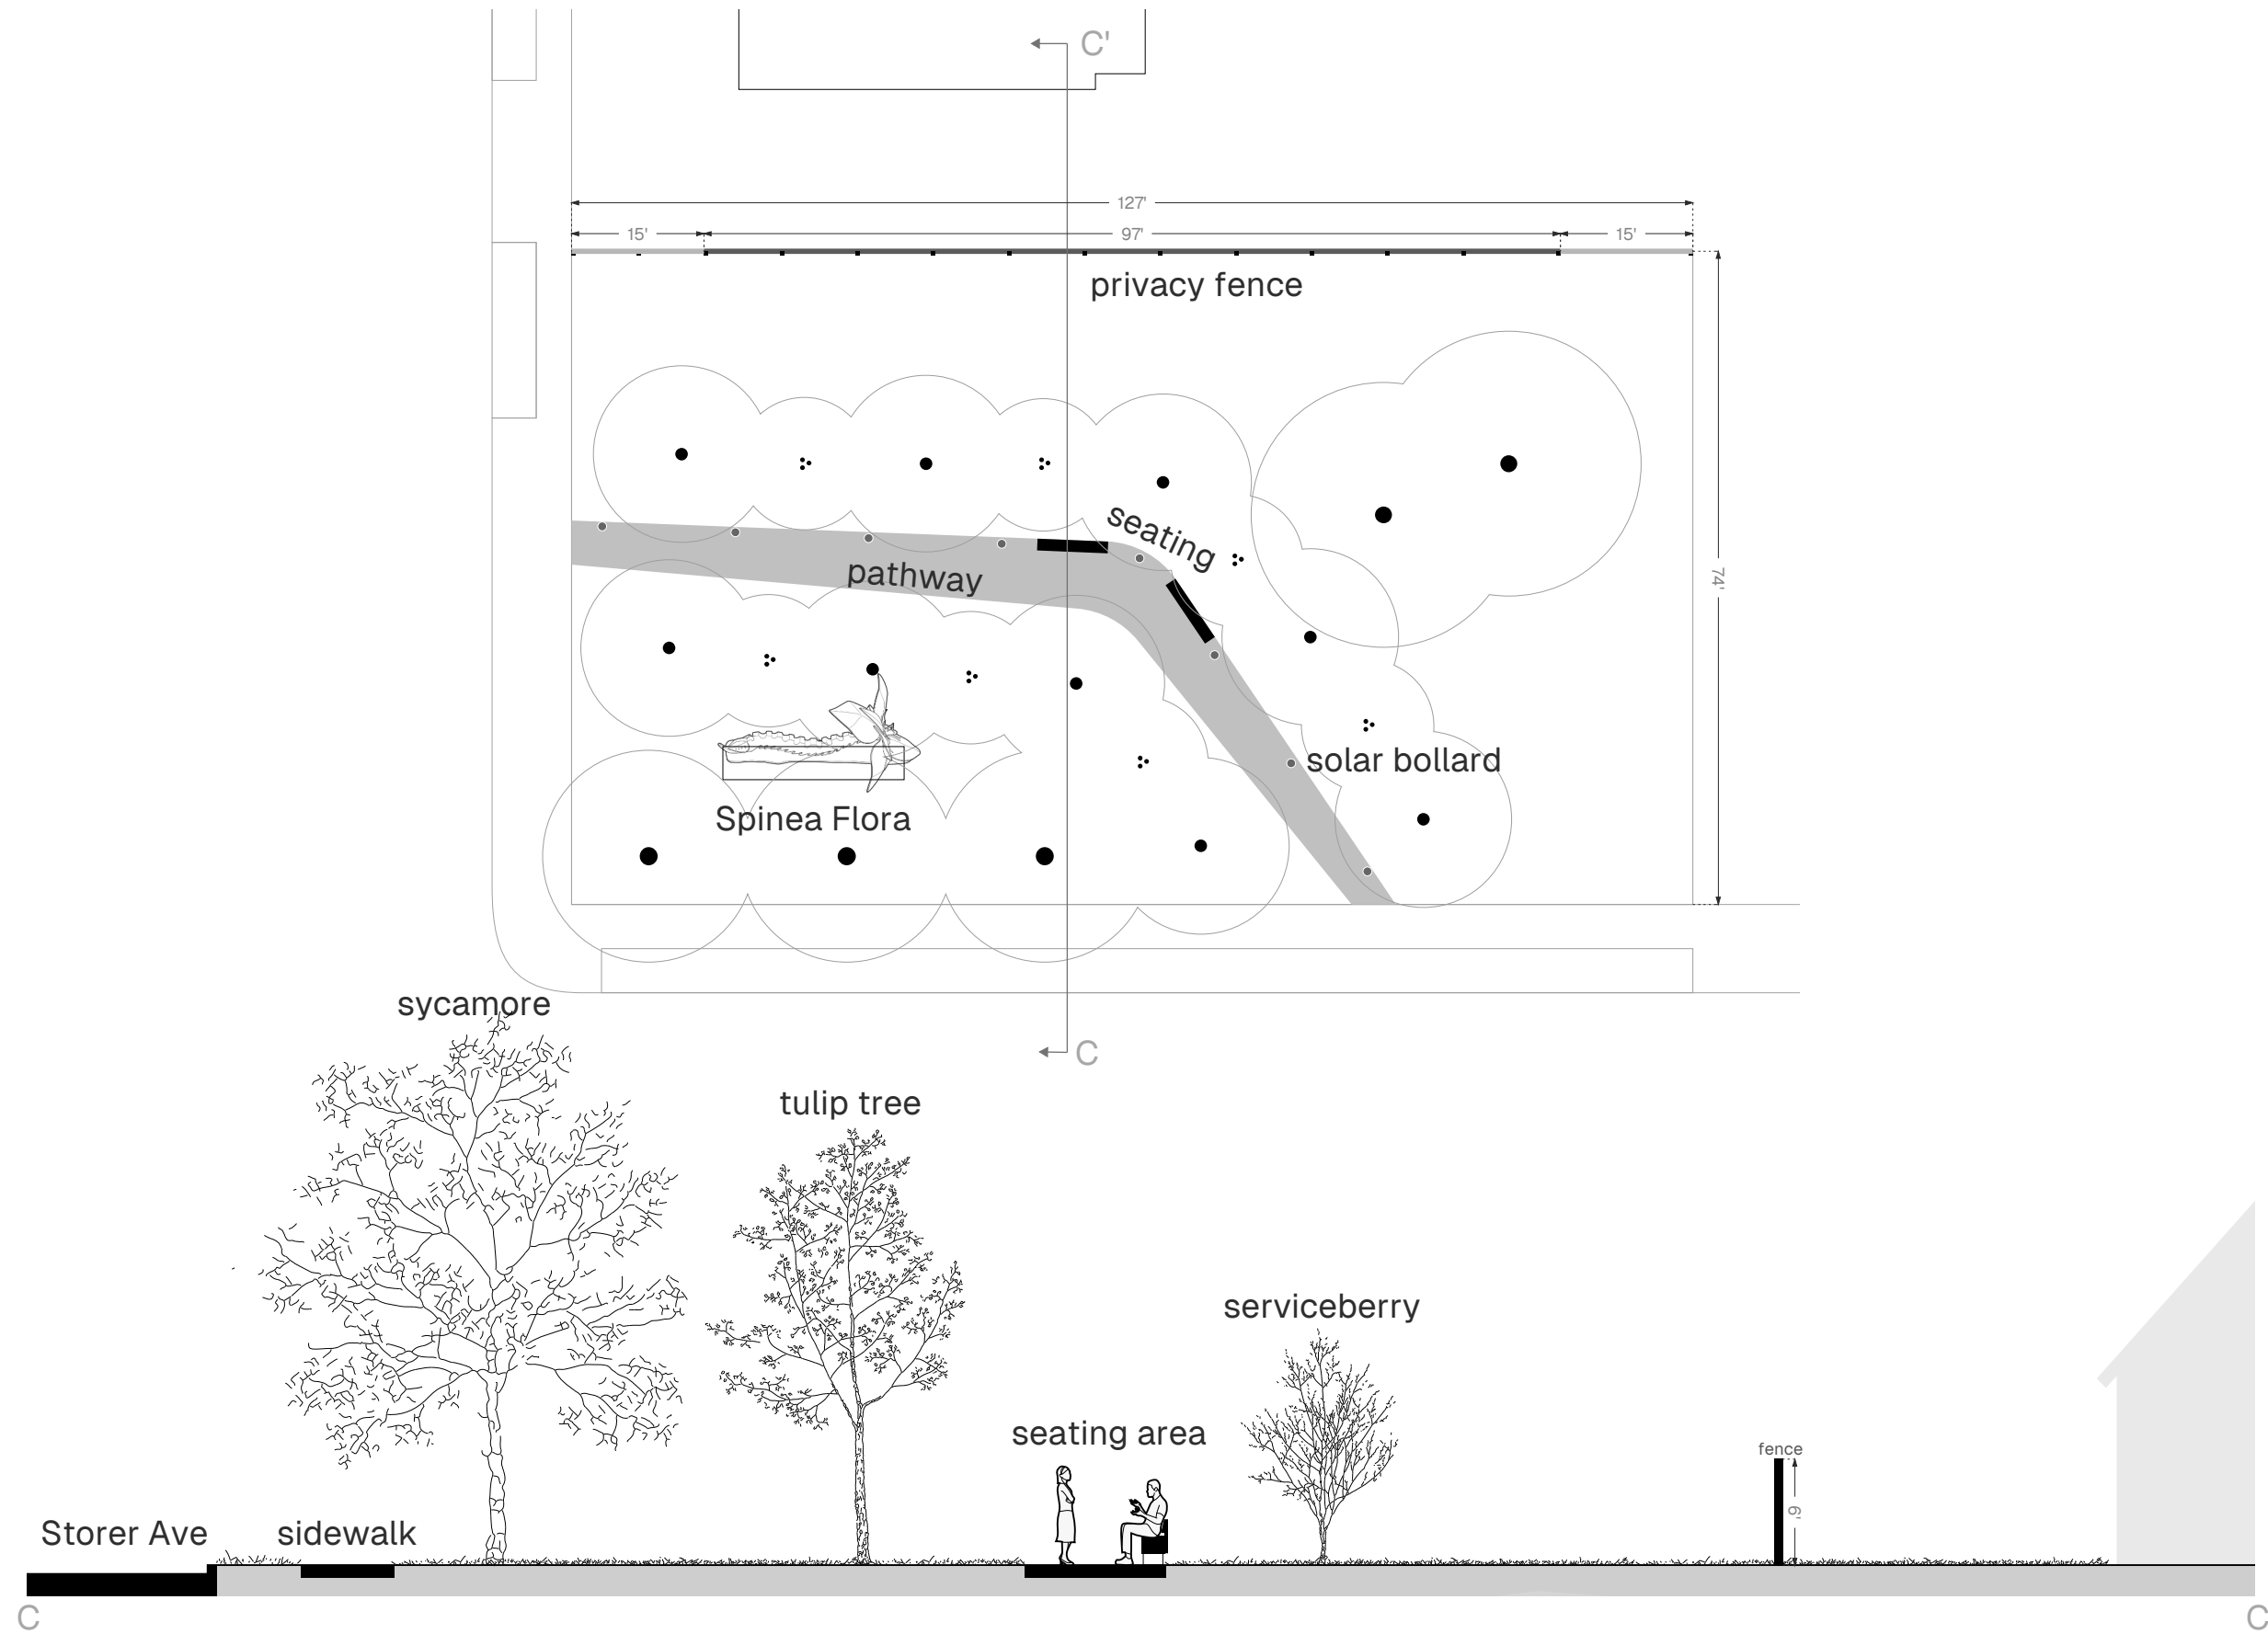 C'
127'
15'
97'
15'
privacy fence
seating
pathway
74'
solar bollard
Spinea Flora
sycamore
C
tulip tree
serviceberry
seating area
fence
6'
Storer Ave
sidewalk
C
C